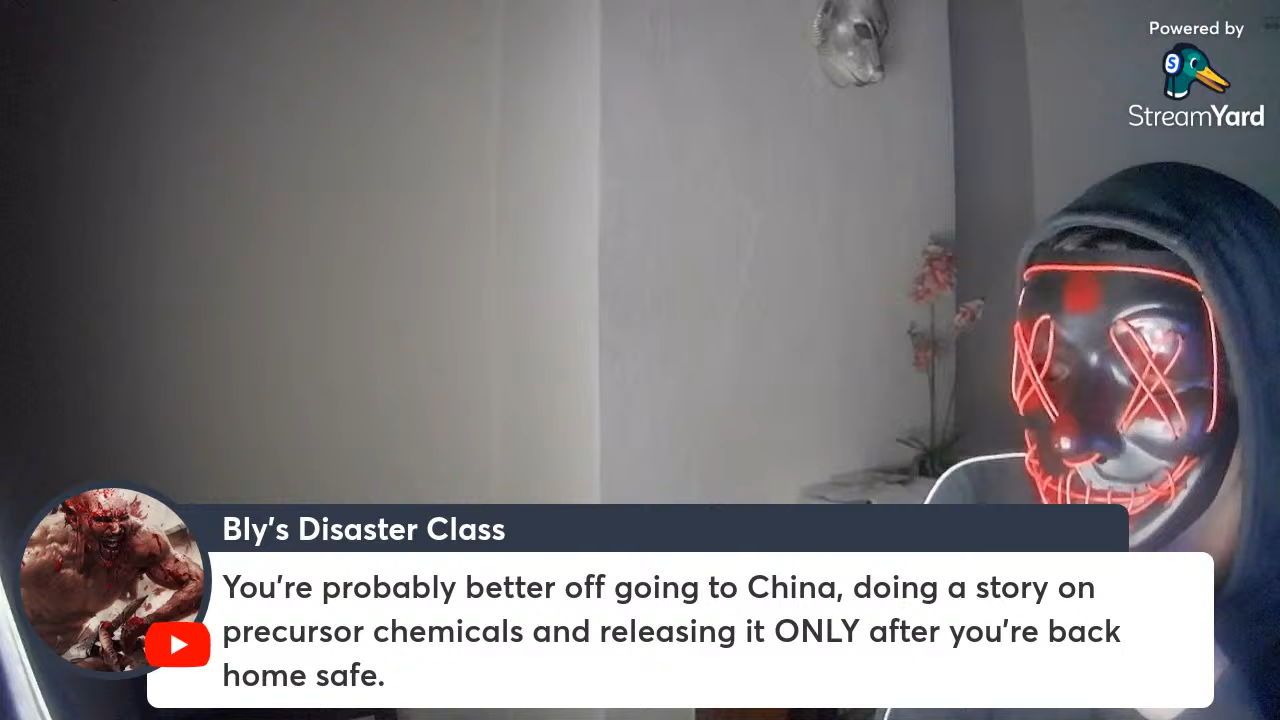 Powered by
StreamYard
Bly's Disaster Class
You're probably better off going to China, doing a story on
precursor chemicals and releasing it ONLY after you're back
home safe.